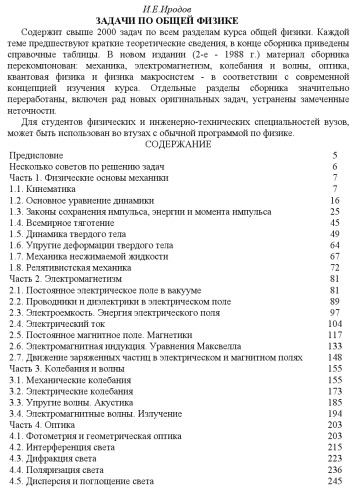 И.Е Иродов
ЗАДАЧИ ПО ОБЩЕЙ ФИЗИКЕ
Содержит свыше 2000 задач по всем разделам курса общей физики. Каждой
теме предшествуют краткие теоретические сведения, в конце сборника приведены
справочные таблицы. В новом издании (2-е - 1988 г.) материал сборника
перекомпонован: механика, электромагнетизм, колебания и волны, оптика,
квантовая физика и физика макросистем - в соответствии с современной
концепцией изучения курса. Отдельные разделы сборника значительно
переработаны, включен рад новых оригинальных задач, устранены замеченные
неточности.
Для студентов физических и инженерно-технических специальностей вузов,
может быть использован во втузах с обычной программой по физике.
СОДЕРЖАНИЕ
Предисловие 5
Несколько советов по решению задач 6
Часть 1. Физические основы механики 7
1.1. Кинематика 7
1.2. Основное уравнение динамики 16
1.3. Законы сохранения импульса, энергии и момента импульса 25
1.4. Всемирное тяготение 45
1.5. Динамика твердого тела 49
1.6. Упругие деформации твердого тела 64
1.7. Механика несжимаемой жидкости 67
1.8. Релятивистская механика 72
Часть 2. Электромагнетизм 81
2.1. Постоянное электрическое поле в вакууме 81
2.2. Проводники и диэлектрики в электрическом поле 89
2.3. Электроемкость. Энергия электрического поля 97
2.4. Электрический ток 104
2.5. Постоянное магнитное поле. Магнетики 117
2.6. Электромагнитная индукция. Уравнения Максвелла 133
2.7. Движение заряженных частиц в электрическом и магнитном полях 148
Часть 3. Колебания и волны 155
3.1. Механические колебания 155
3.2. Электрические колебания 173
3.3. Упругие волны. Акустика 185
3.4. Электромагнитные волны. Излучение 194
Часть 4. Оптика 203
4.1. Фотометрия и геометрическая оптика 203
4.2. Интерференция света 215
4.3. Дифракция света 223
4.4. Поляризация света 236
4.5. Дисперсия и поглощение света 245